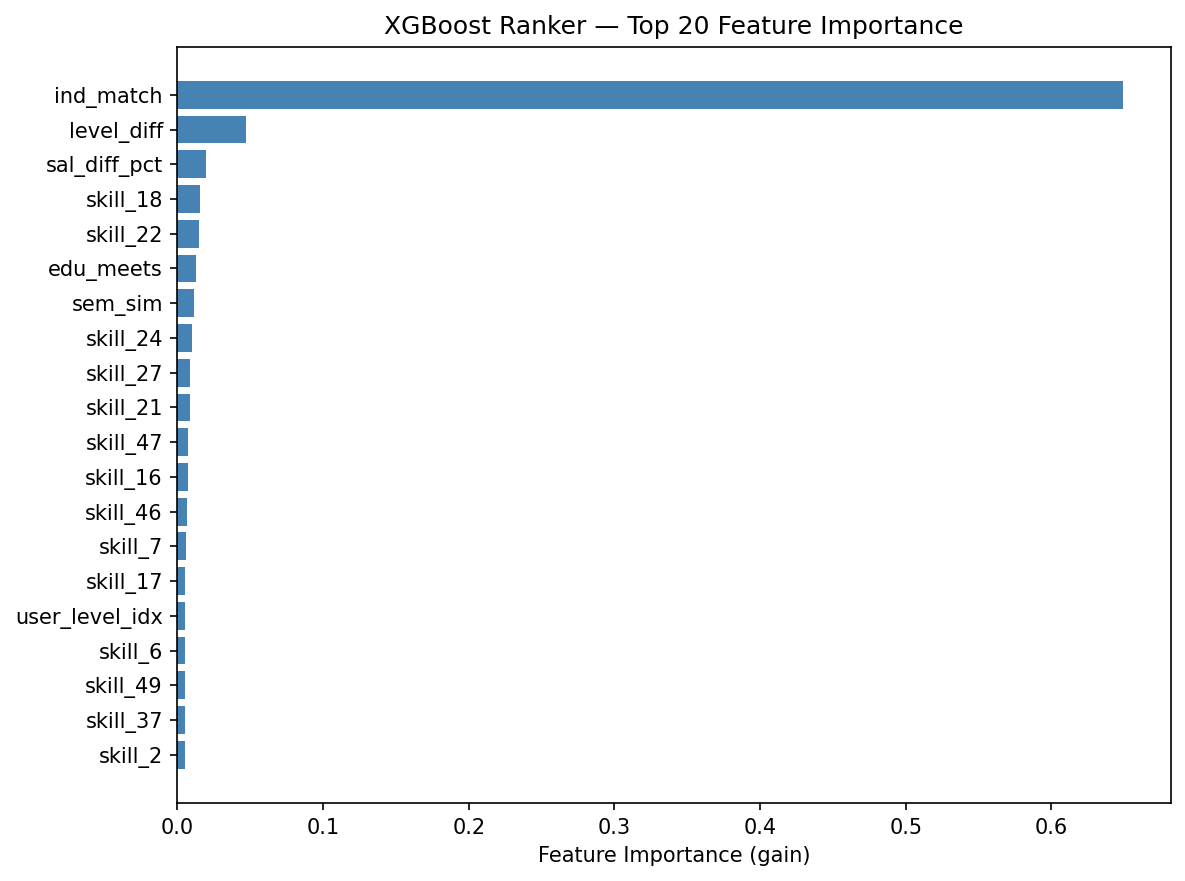 XGBoost Ranker — Top 20 Feature Importance
ind_match
level_diff
sal_diff_pct
skill_18
skill_22
edu_meets
sem_sim
skill_24
skill_27
skill_21
skill_47
skill_16
skill_46
skill_7
skill_17
user_level_idx
skill_6
skill_49
skill_37
skill_2
0.0 0.1 0.2 0.3 0.4 0.5 0.6
Feature Importance (gain)